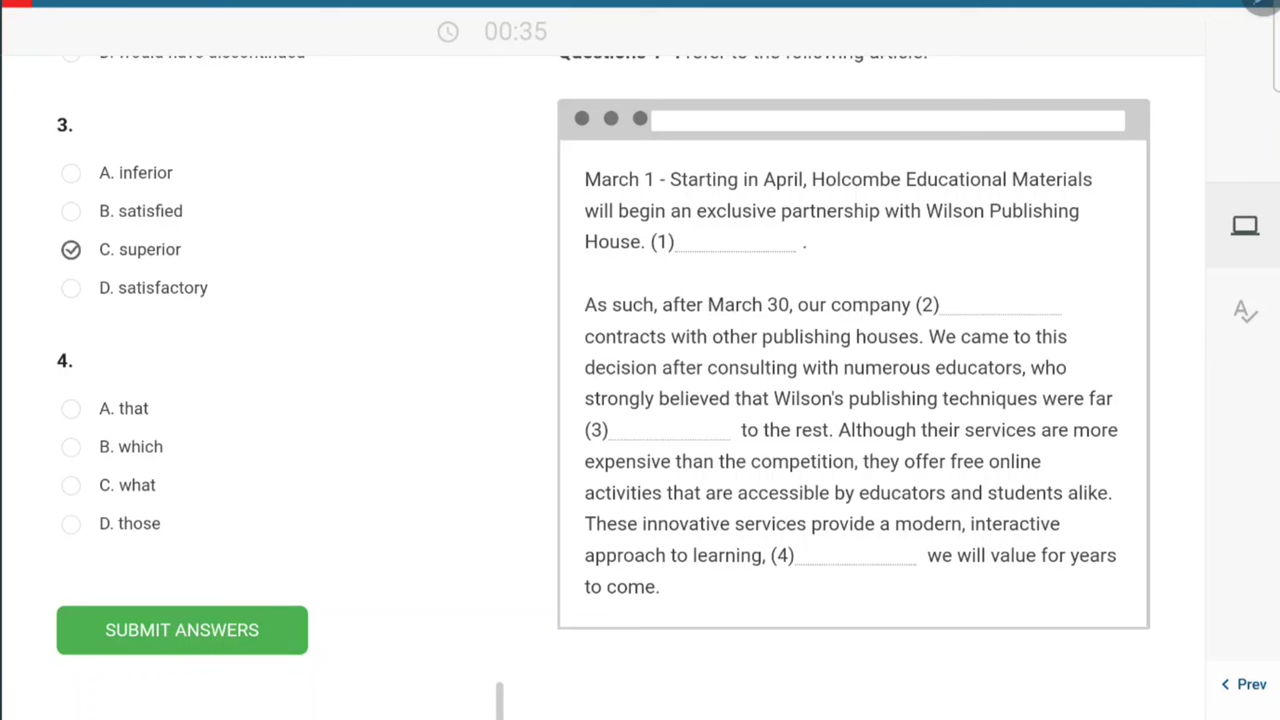 00:35
3.
A. inferior
B. satisfied
C. superior
D. satisfactory
4.
A. that
B. which
C. what
D. those
SUBMIT ANSWERS
March 1 - Starting in April, Holcombe Educational Materials
will begin an exclusive partnership with Wilson Publishing
House. (1) .
As such, after March 30, our company (2)
contracts with other publishing houses. We came to this
decision after consulting with numerous educators, who
strongly believed that Wilson's publishing techniques were far
(3) to the rest. Although their services are more
expensive than the competition, they offer free online
activities that are accessible by educators and students alike.
These innovative services provide a modern, interactive
approach to learning, (4) we will value for years
to come.
Prev